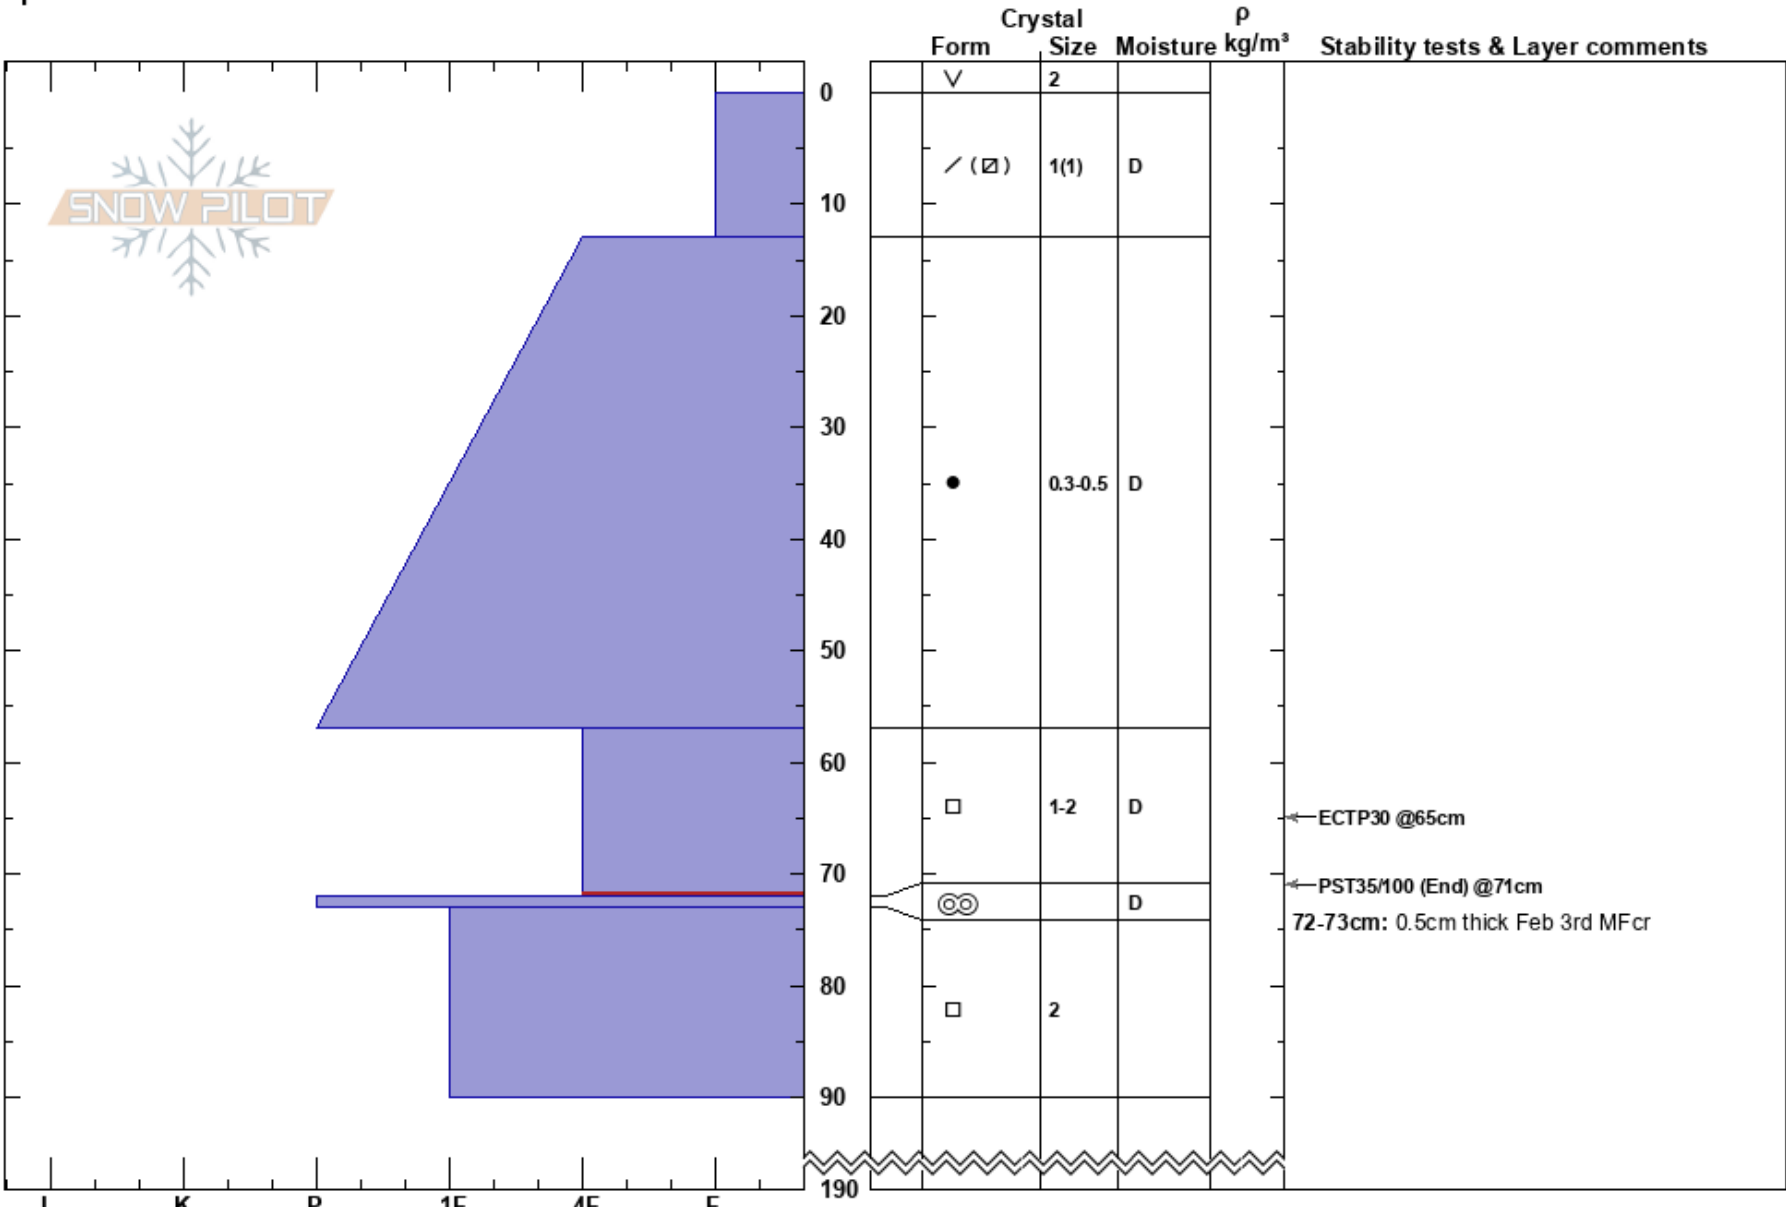 Crystal ρ
Form Size Moisture kg/m³ Stability tests & Layer comments
2
0
1(1) D
SNOW PILOT
10
20
30
0.3-0.5 D
40
50
60
1-2 D
ECTP30 @65cm
70
PST35/100 (End) @71cm
D
72-73cm: 0.5cm thick Feb 3rd MFcr
80
2
90
190
I K P 1F 4F F